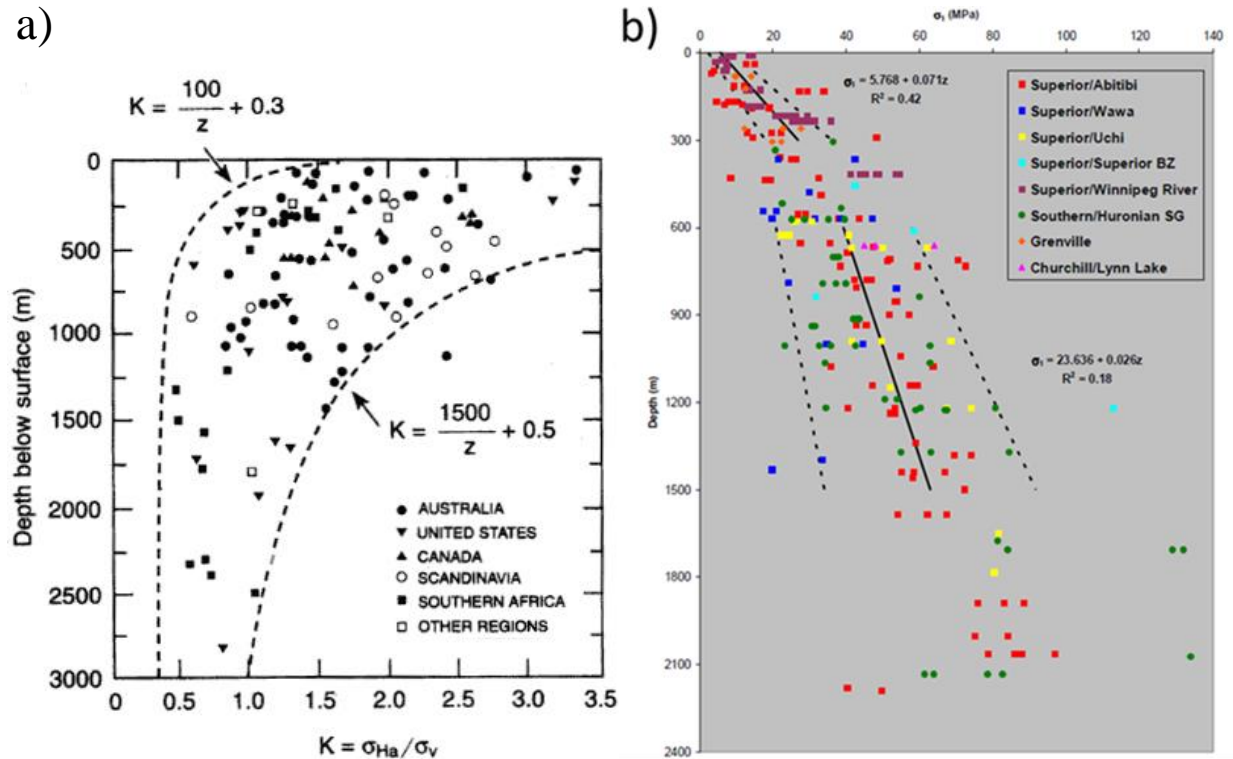 a)
K = 100/z + 0.3
0
500
1000
1500
2000
2500
3000
Depth below surface (m)
K = 1500/z + 0.5
AUSTRALIA
UNITED STATES
CANADA
SCANDINAVIA
SOUTHERN AFRICA
OTHER REGIONS
0 0.5 1.0 1.5 2.0 2.5 3.0 3.5
K = σHa/σv
b)
σ1 (MPa)
0 20 40 60 80 100 120 140
0
300
600
900
1200
1500
1800
2100
2400
Depth (m)
σ1 = 5.768 + 0.071z
R² = 0.42
Superior/Abitibi
Superior/Wawa
Superior/Uchi
Superior/Superior BZ
Superior/Winnipeg River
Southern/Huronian SG
Grenville
Churchill/Lynn Lake
σ1 = 23.636 + 0.026z
R² = 0.18